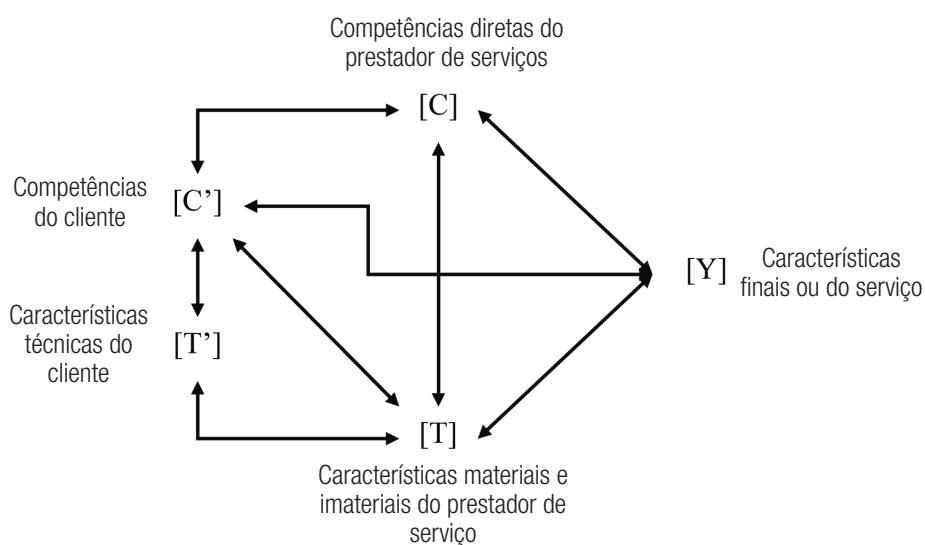 Competências diretas do
prestador de serviços
[C]
Competências
do cliente
[C’]
[Y]
Características
finais ou do serviço
Características
técnicas do
cliente
[T’]
[T]
Características materiais e
imateriais do prestador de
serviço